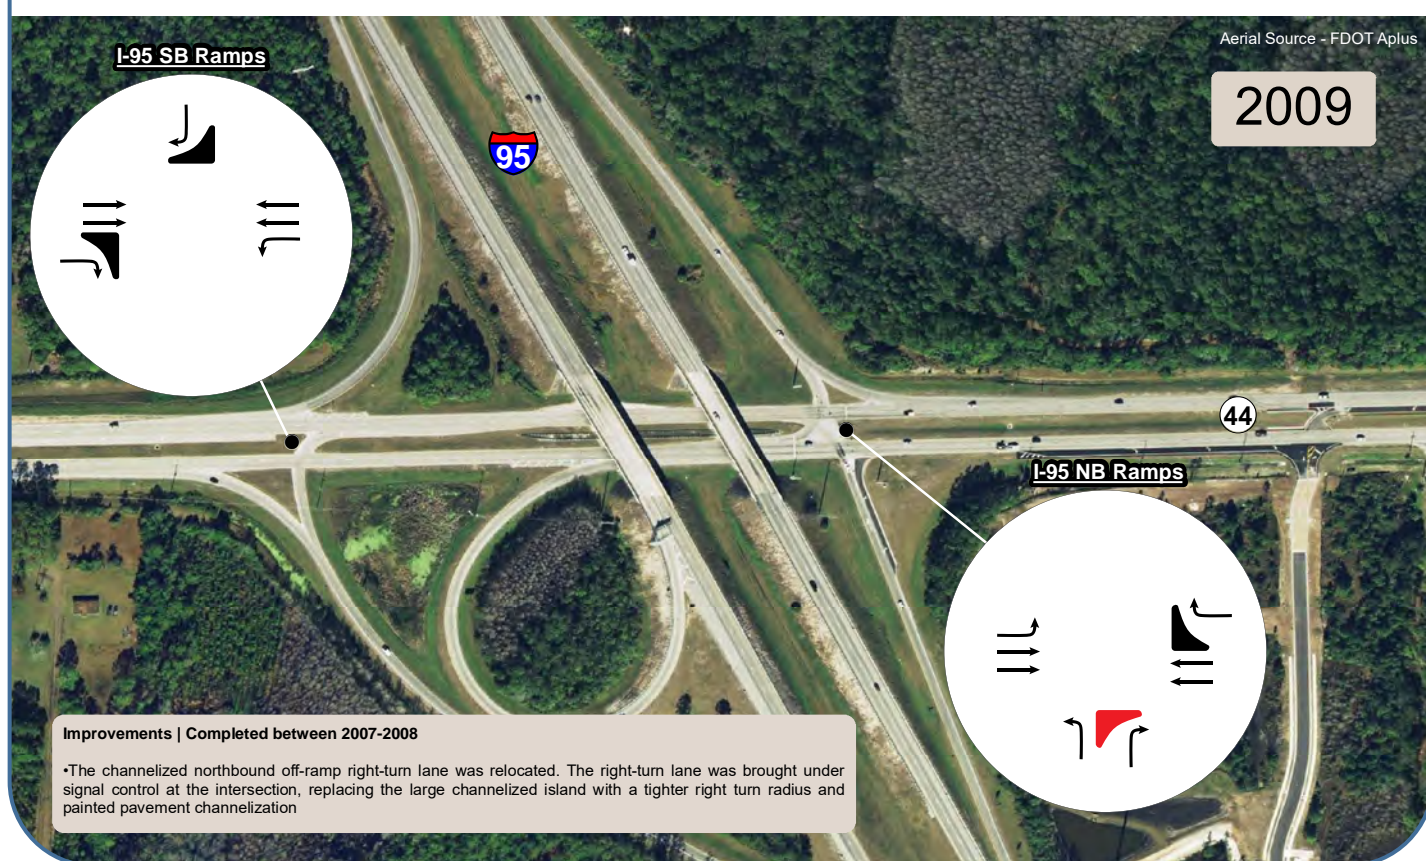 I-95 SB Ramps
Aerial Source - FDOT Aplus
2009
95
44
I-95 NB Ramps
Improvements | Completed between 2007-2008
•The channelized northbound off-ramp right-turn lane was relocated. The right-turn lane was brought under
signal control at the intersection, replacing the large channelized island with a tighter right turn radius and
painted pavement channelization